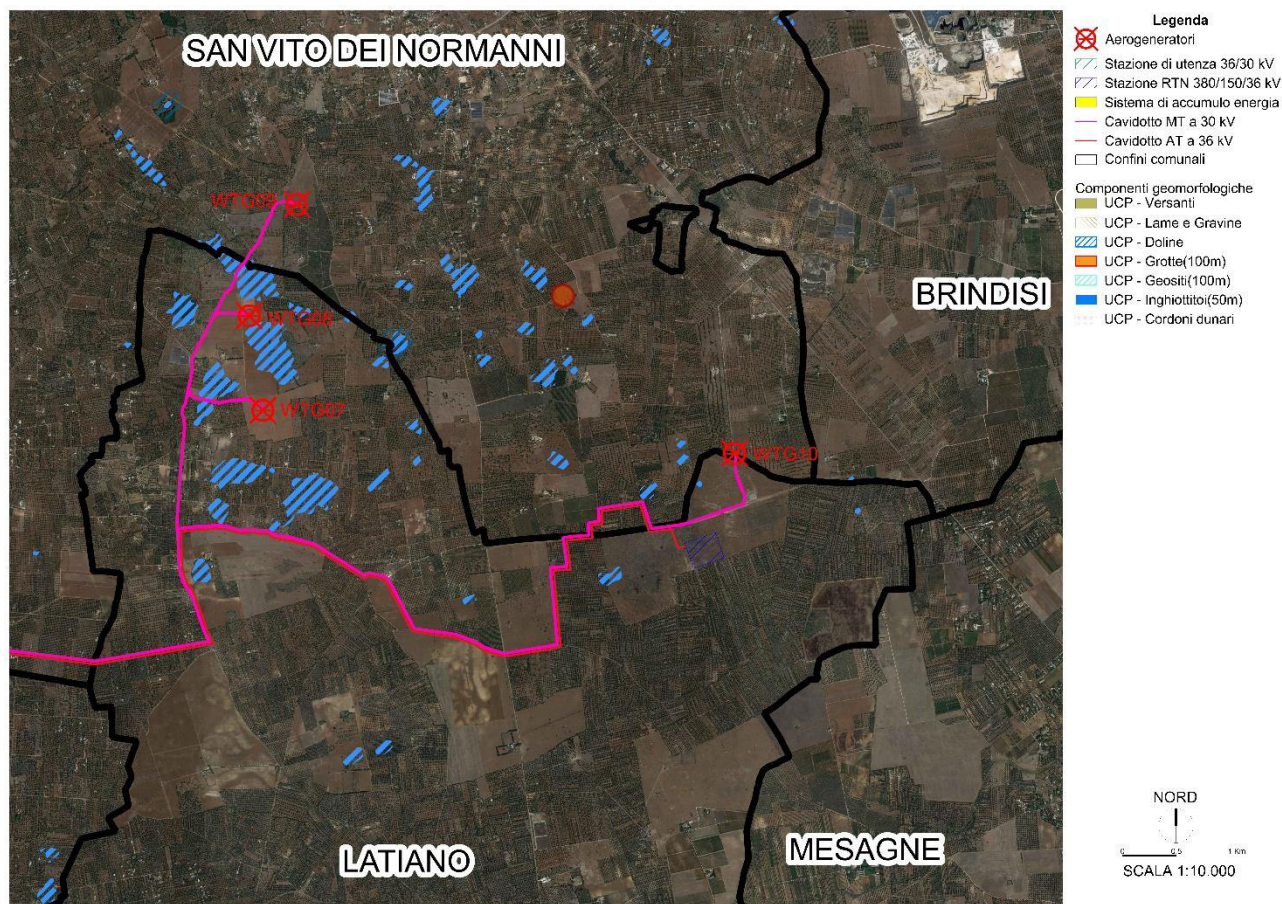 SAN VITO DEI NORMANNI
WTG09
WTG08
WTG07
WTG10
BRINDISI
LATIANO
MESAGNE
Legenda
Aerogeneratori
Stazione di utenza 36/30 kV
Stazione RTN 380/150/36 kV
Sistema di accumulo energia
Cavidotto MT a 30 kV
Cavidotto AT a 36 kV
Confini comunali
Componenti geomorfologiche
UCP - Versanti
UCP - Lame e Gravine
UCP - Doline
UCP - Grotte(100m)
UCP - Geositi(100m)
UCP - Inghiottitoi(50m)
UCP - Cordoni dunari
NORD
0 0,5 1 Km
SCALA 1:10.000